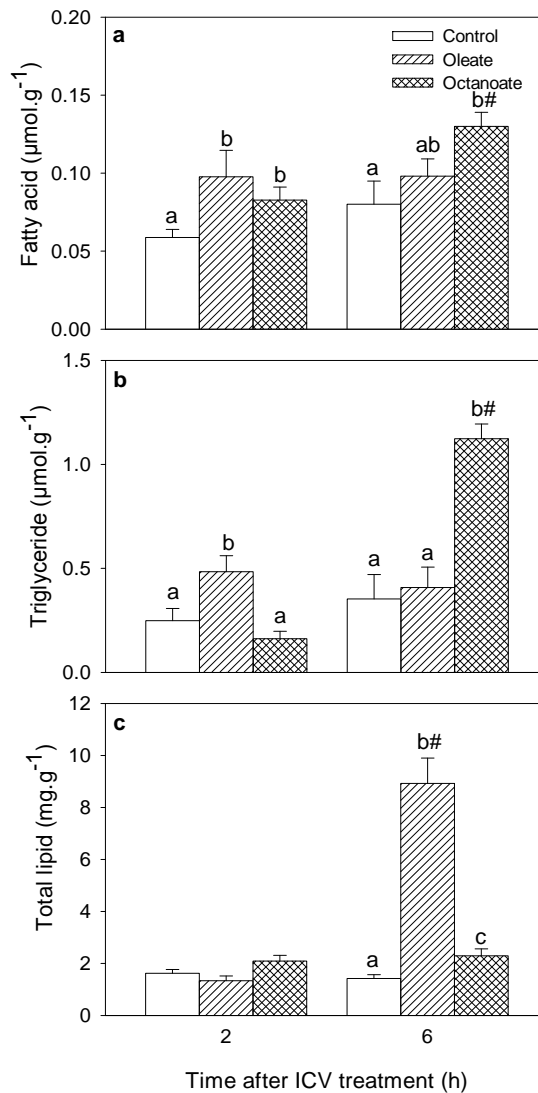 a
Control
Oleate
Octanoate
Fatty acid (µmol.g⁻¹)
0.20
0.15
0.10
0.05
0.00
a
b
b
a
ab
b#
b
Triglyceride (µmol.g⁻¹)
1.5
1.0
0.5
0.0
a
b
a
a
a
b#
c
Total lipid (mg.g⁻¹)
12
10
8
6
4
2
0
a
b#
c
2
6
Time after ICV treatment (h)